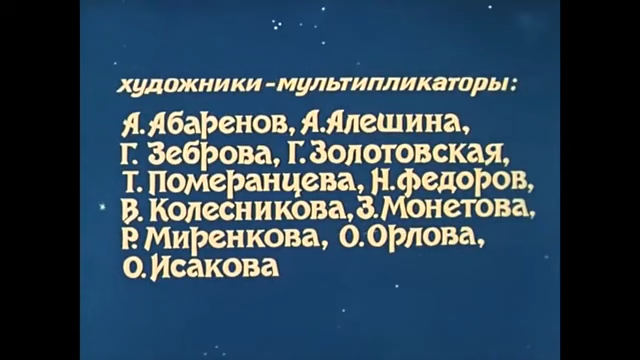 художники-мультипликаторы:
А. Абаренов, А. Алешина,
Г. Зеброва, Г. Золотовская,
Т. Померанцева, Н. Федоров,
В. Колесникова, З. Монетова,
Р. Миренкова, О. Орлова,
О. Исакова